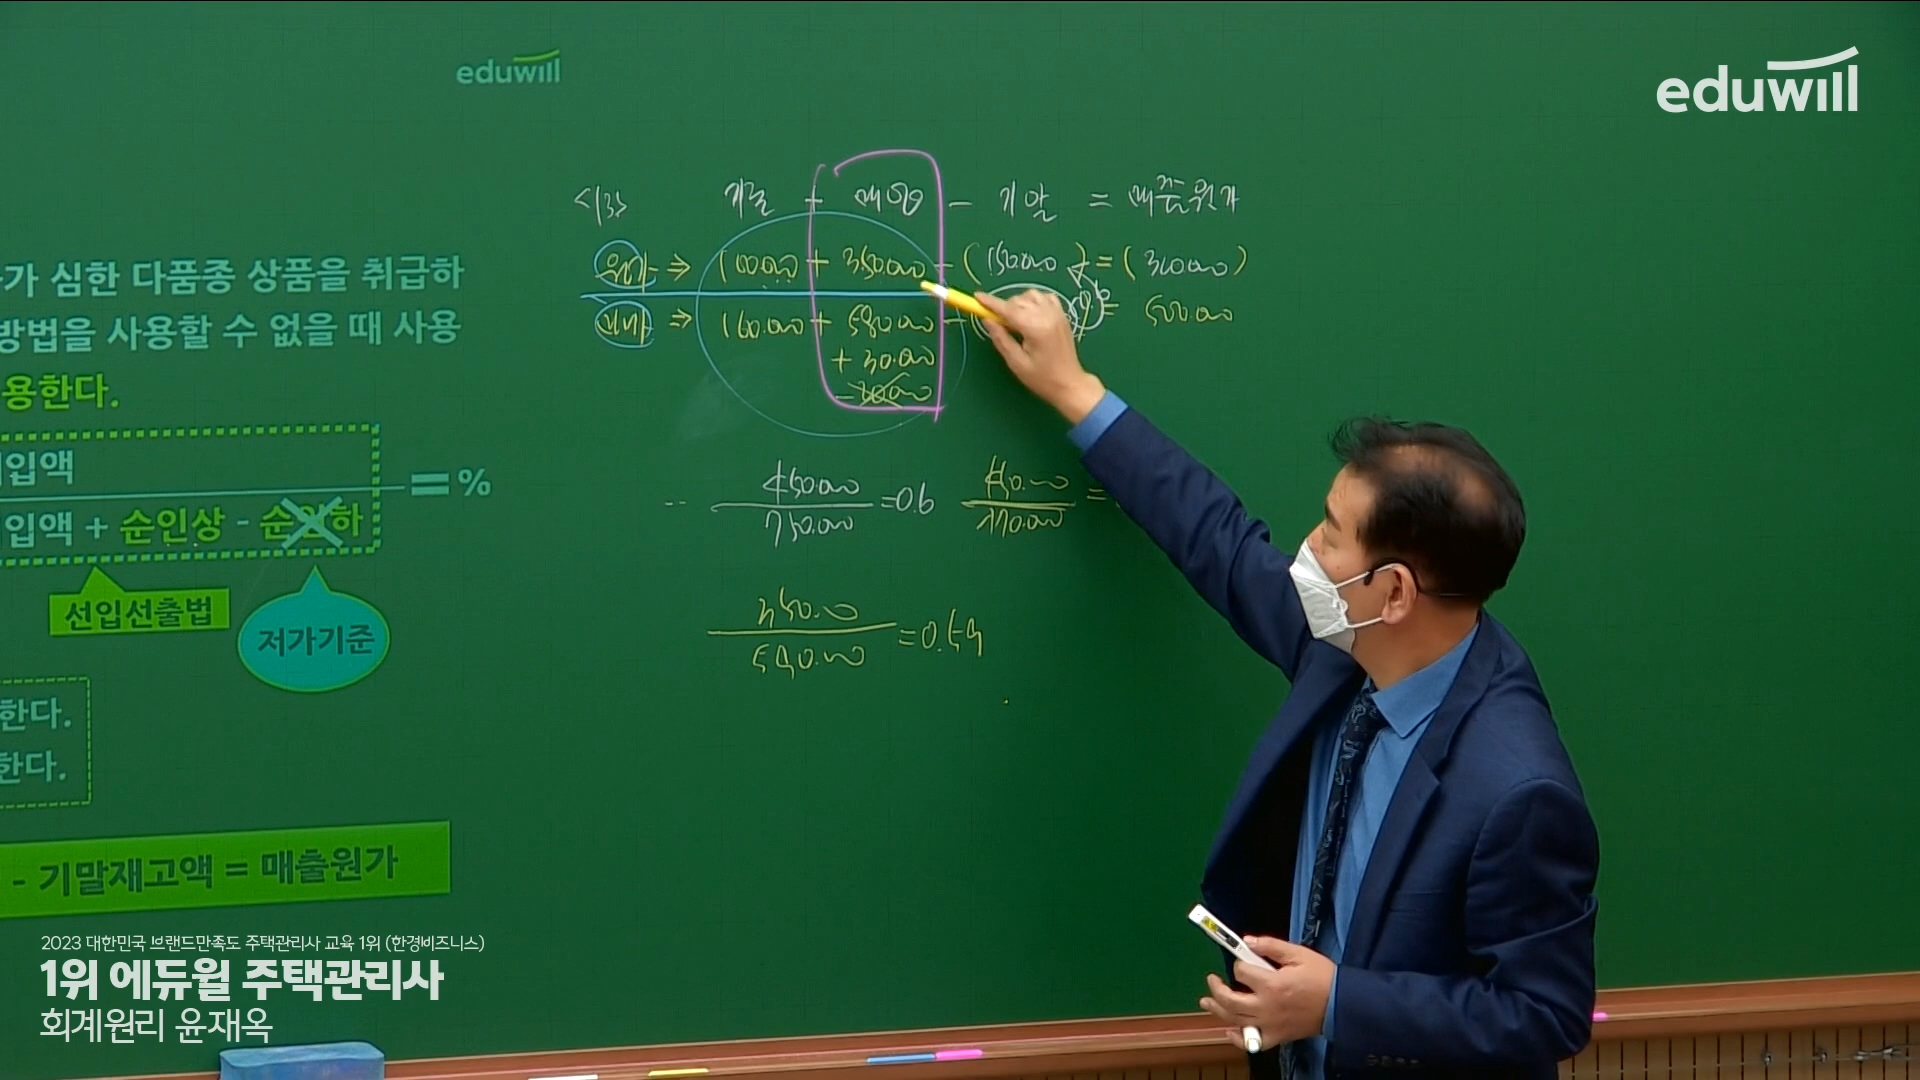 eduwill
eduwill
<13> 기초 + 매입 - 기말 = 매출원가
원가 ⇒ 100,000 + 350,000 - (150,000) = (300,000)
매가 ⇒ 160,000 + 580,000 - = 500,000
+ 30,000
- 20,000
가 심한 다품종 상품을 취급하
방법을 사용할 수 없을 때 사용
용한다.
입액
입액 + 순인상 - 순인하
= %
선입선출법
저가기준
450,000
750,000
= 0.6
450,000
770,000
=
350,000
590,000
= 0.59
한다.
한다.
- 기말재고액 = 매출원가
2023 대한민국 브랜드만족도 주택관리사 교육 1위 (한경비즈니스)
1위 에듀윌 주택관리사
회계원리 윤재옥